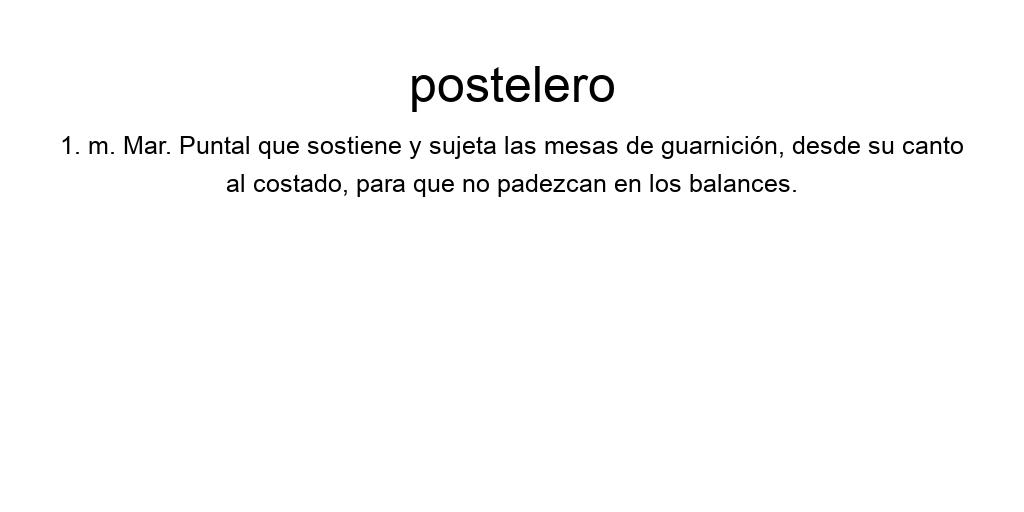 postelero
1. m. Mar. Puntal que sostiene y sujeta las mesas de guarnición, desde su canto
al costado, para que no padezcan en los balances.